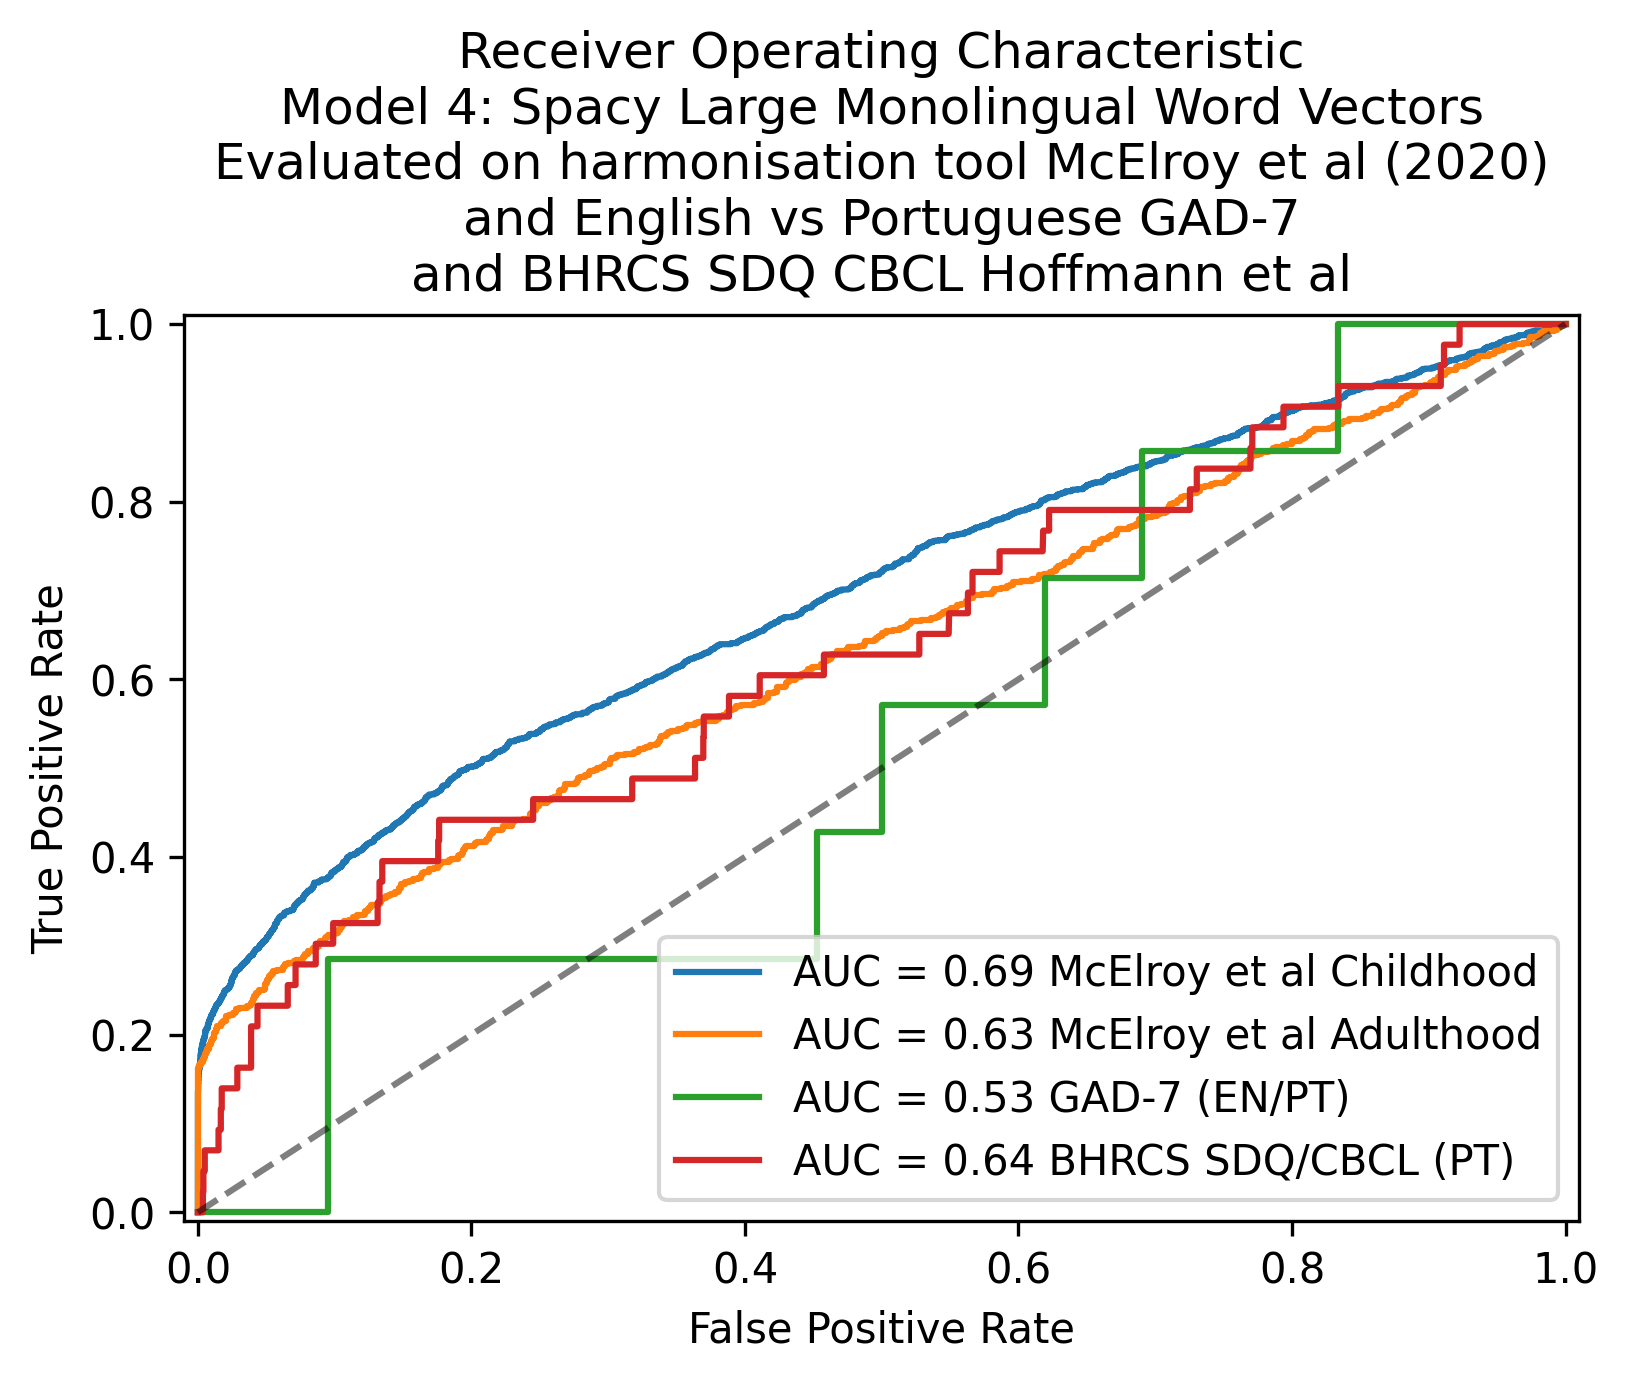 Receiver Operating Characteristic
Model 4: Spacy Large Monolingual Word Vectors
Evaluated on harmonisation tool McElroy et al (2020)
and English vs Portuguese GAD-7
and BHRCS SDQ CBCL Hoffmann et al
True Positive Rate
1.0
0.8
0.6
0.4
0.2
0.0
AUC = 0.69 McElroy et al Childhood
AUC = 0.63 McElroy et al Adulthood
AUC = 0.53 GAD-7 (EN/PT)
AUC = 0.64 BHRCS SDQ/CBCL (PT)
0.0 0.2 0.4 0.6 0.8 1.0
False Positive Rate